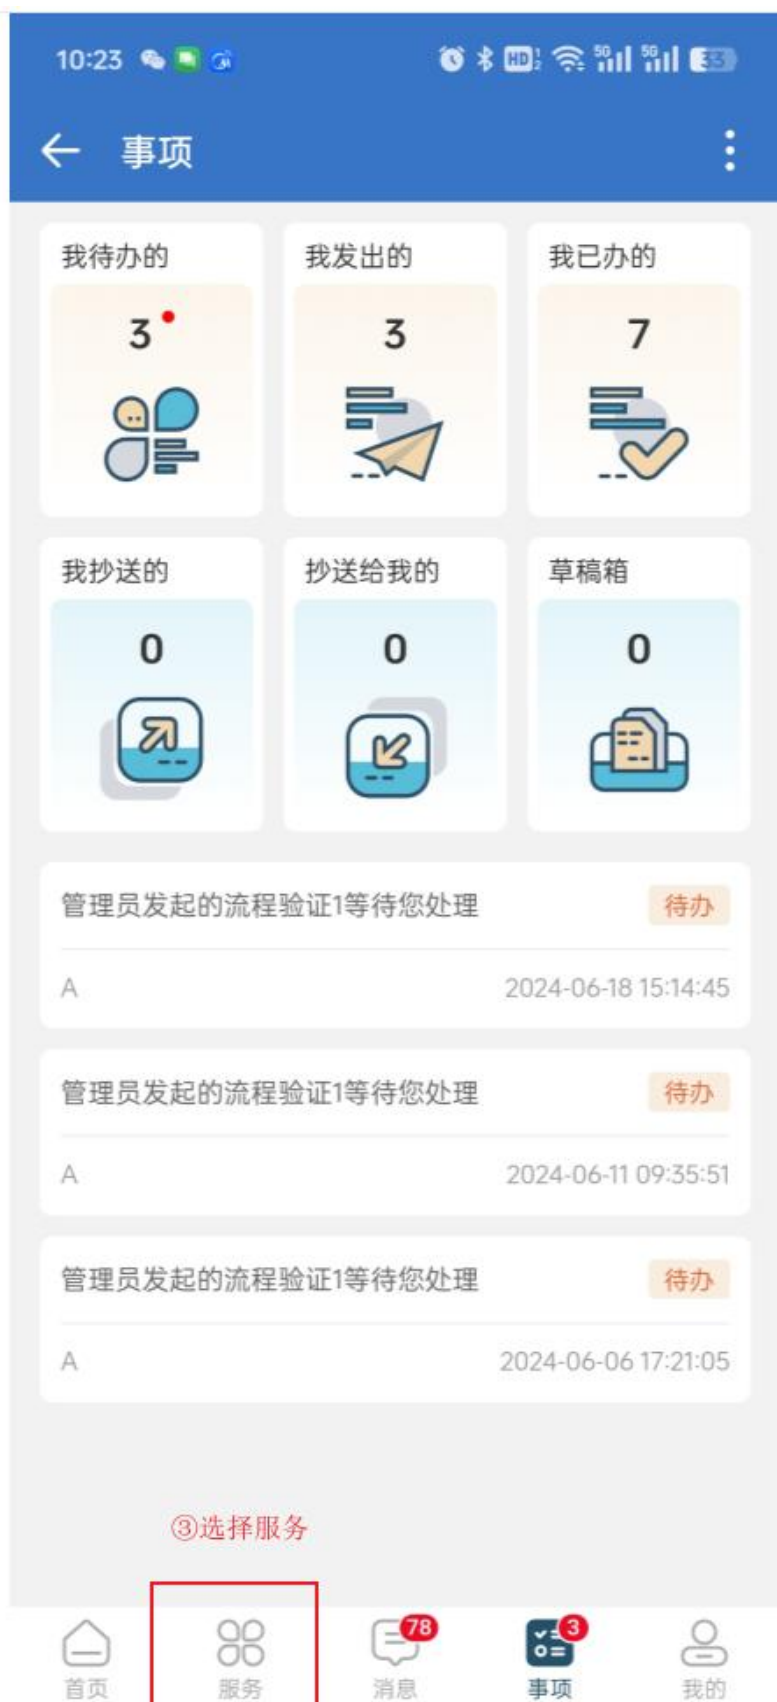 10:23 HD 1 2 5G 5G 33
事项
我待办的 我发出的 我已办的
3 3 7
我抄送的 抄送给我的 草稿箱
0 0 0
管理员发起的流程验证1等待您处理 待办
A 2024-06-18 15:14:45
管理员发起的流程验证1等待您处理 待办
A 2024-06-11 09:35:51
管理员发起的流程验证1等待您处理 待办
A 2024-06-06 17:21:05
③选择服务
78 3
首页 服务 消息 事项 我的